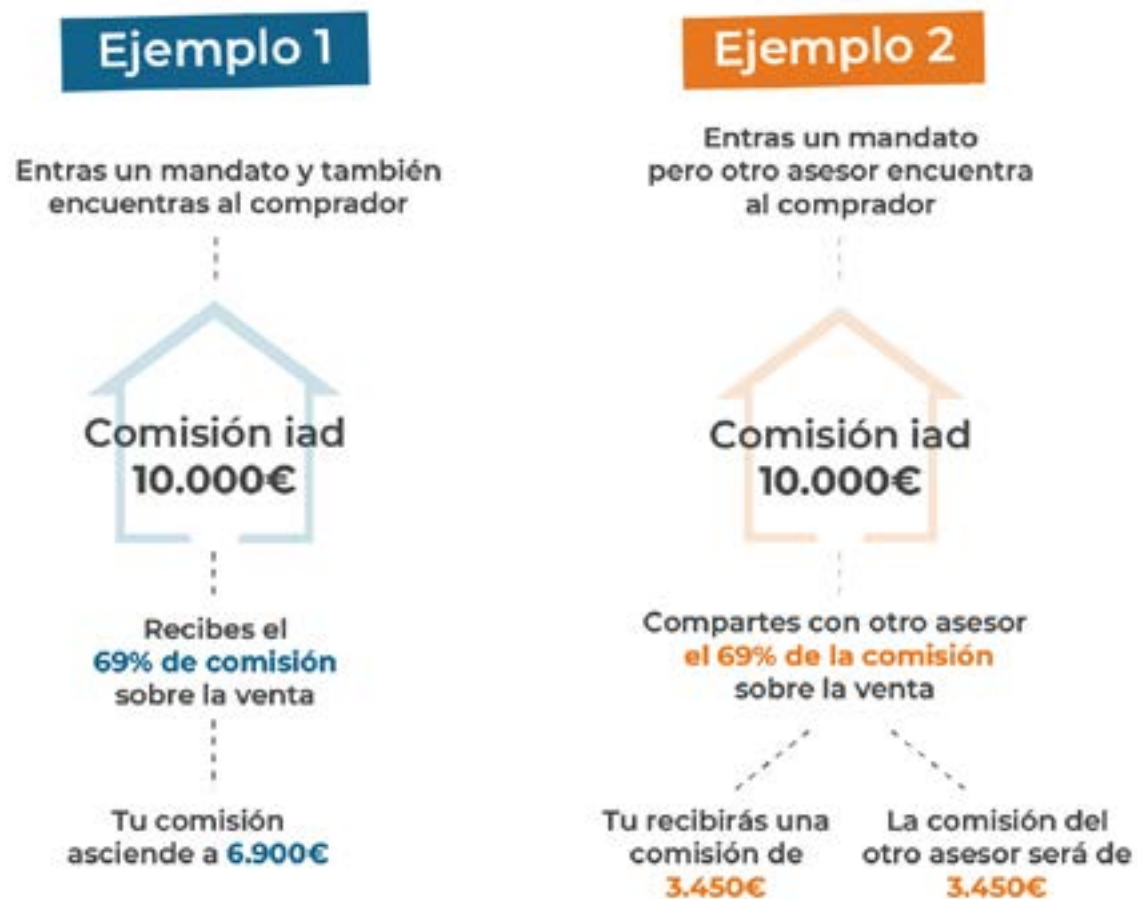 Ejemplo 1
Entras un mandato y también
encuentras al comprador
Comisión iad
10.000€
Recibes el
69% de comisión
sobre la venta
Tu comisión
asciende a 6.900€
Ejemplo 2
Entras un mandato
pero otro asesor encuentra
al comprador
Comisión iad
10.000€
Compartes con otro asesor
el 69% de la comisión
sobre la venta
Tu recibirás una
comisión de
3.450€
La comisión del
otro asesor será de
3.450€